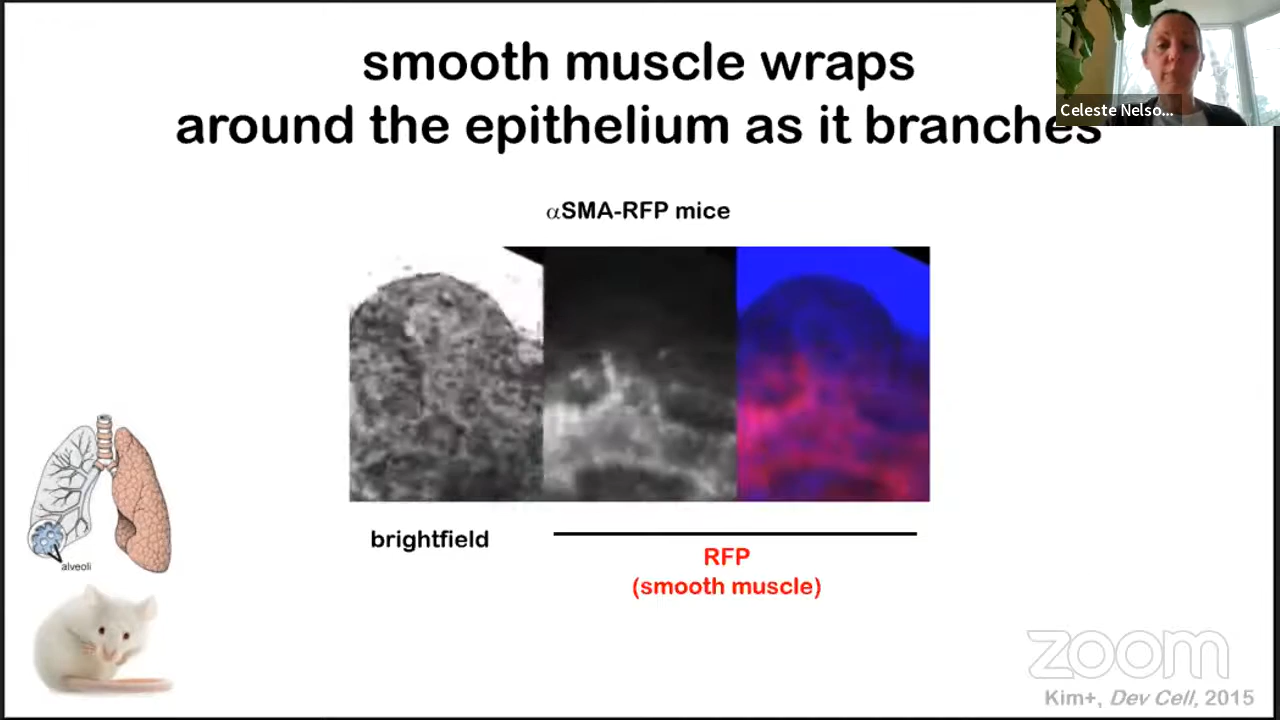 smooth muscle wraps
around the epithelium as it branches
Celeste Nelso...
αSMA-RFP mice
brightfield
RFP
(smooth muscle)
alveoli
zoom
Kim+, Dev Cell, 2015